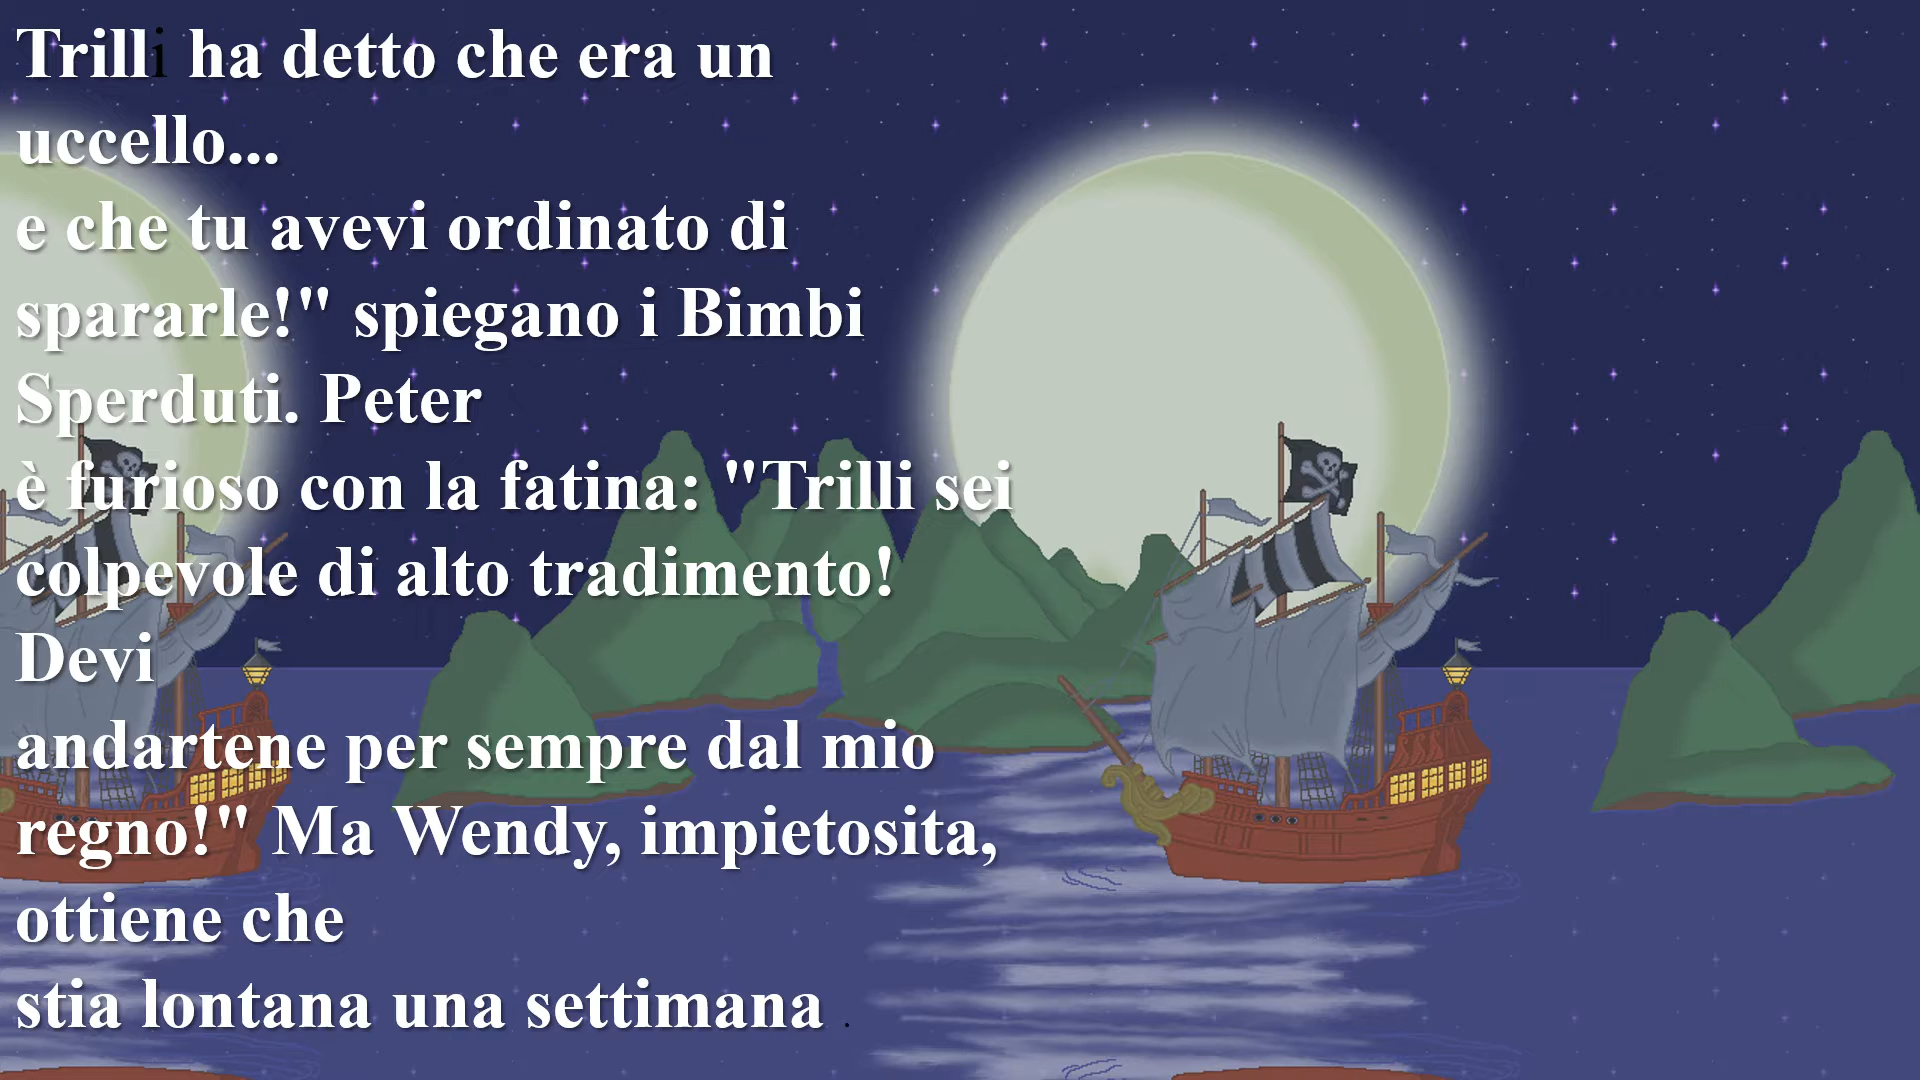 Trilli ha detto che era un
uccello...
e che tu avevi ordinato di
spararle!" spiegano i Bimbi
Sperduti. Peter
è furioso con la fatina: "Trilli sei
colpevole di alto tradimento!
Devi
andartene per sempre dal mio
regno!" Ma Wendy, impietosita,
ottiene che
stia lontana una settimana .